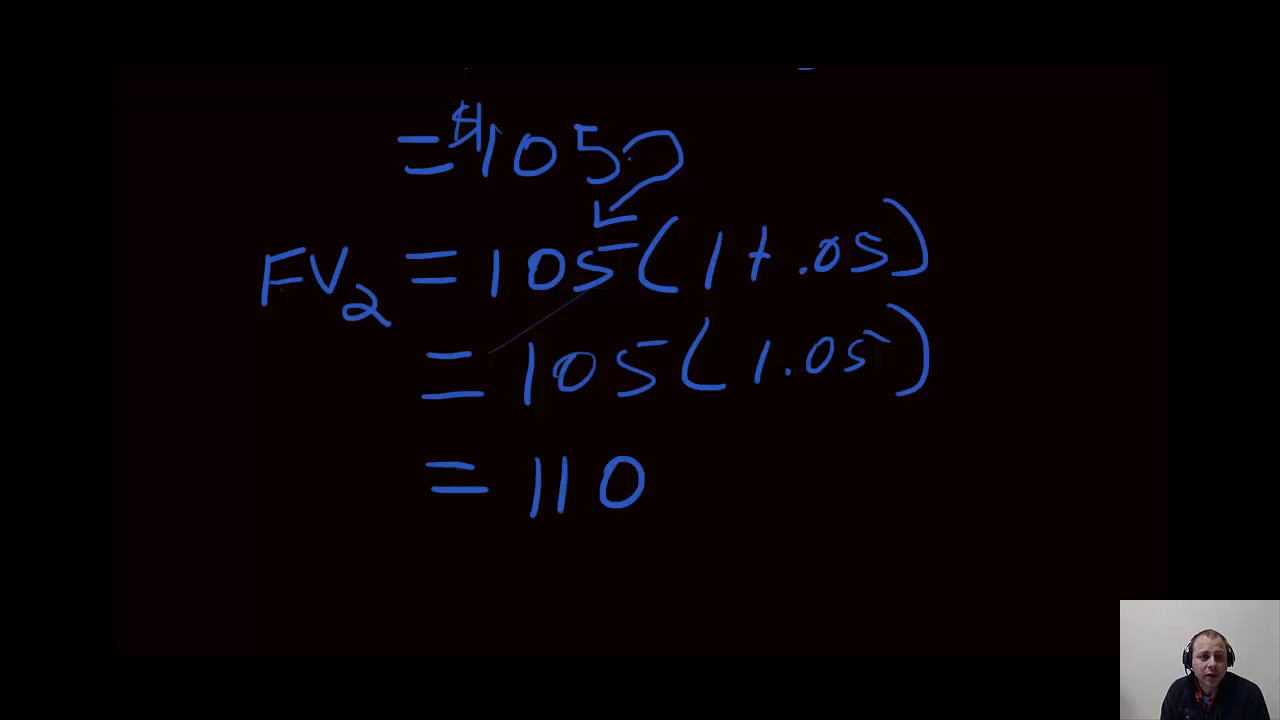 =$105
FV2 = 105(1+.05)
= 105(1.05)
= 110